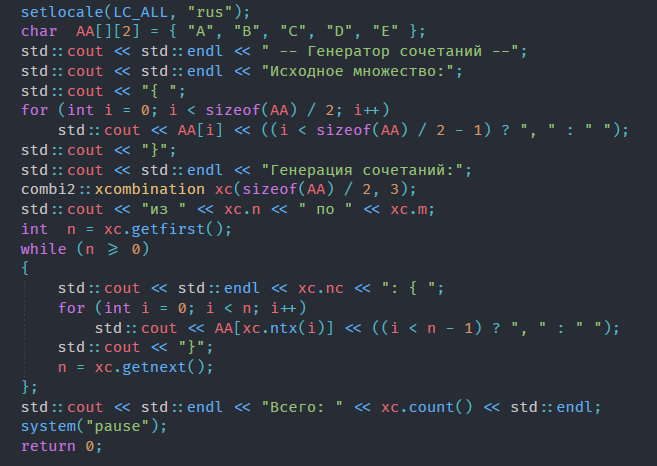 setlocale(LC_ALL, "rus");
char  AA[][2] = { "A", "B", "C", "D", "E" };
std::cout << std::endl << " -- Генератор сочетаний --";
std::cout << std::endl << "Исходное множество:";
std::cout << "{ ";
for (int i = 0; i < sizeof(AA) / 2; i++)
    std::cout << AA[i] << ((i < sizeof(AA) / 2 - 1) ? ", " : " ");
std::cout << "}";
std::cout << std::endl << "Генерация сочетаний:";
combi2::xcombination xc(sizeof(AA) / 2, 3);
std::cout << "из " << xc.n << " по " << xc.m;
int  n = xc.getfirst();
while (n >= 0)
{
    std::cout << std::endl << xc.nc << ": { ";
    for (int i = 0; i < n; i++)
        std::cout << AA[xc.ntx(i)] << ((i < n - 1) ? ", " : " ");
    std::cout << "}";
    n = xc.getnext();
};
std::cout << std::endl << "Всего: " << xc.count() << std::endl;
system("pause");
return 0;